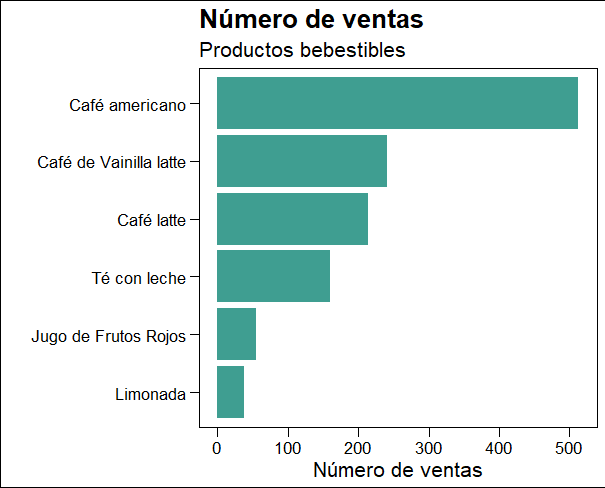 Número de ventas
Productos bebestibles
Café americano
Café de Vainilla latte
Café latte
Té con leche
Jugo de Frutos Rojos
Limonada
0 100 200 300 400 500
Número de ventas